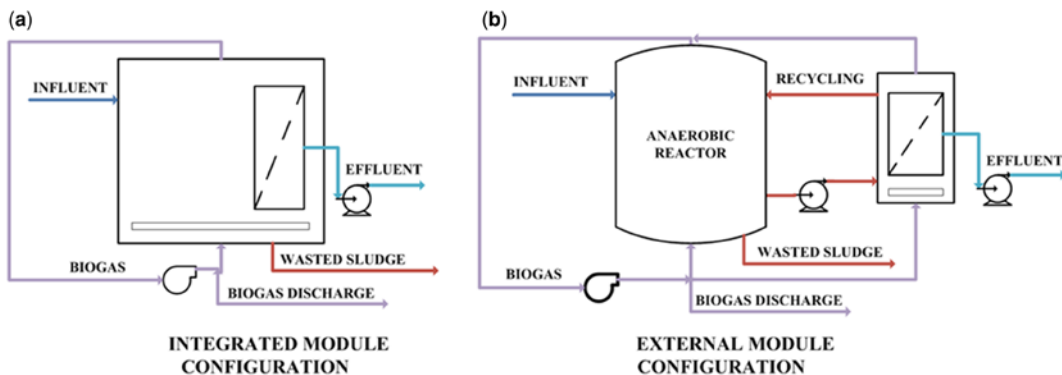 (a)
INFLUENT
EFFLUENT
WASTED SLUDGE
BIOGAS
BIOGAS DISCHARGE
INTEGRATED MODULE
CONFIGURATION
(b)
INFLUENT
RECYCLING
ANAEROBIC
REACTOR
EFFLUENT
WASTED SLUDGE
BIOGAS
BIOGAS DISCHARGE
EXTERNAL MODULE
CONFIGURATION